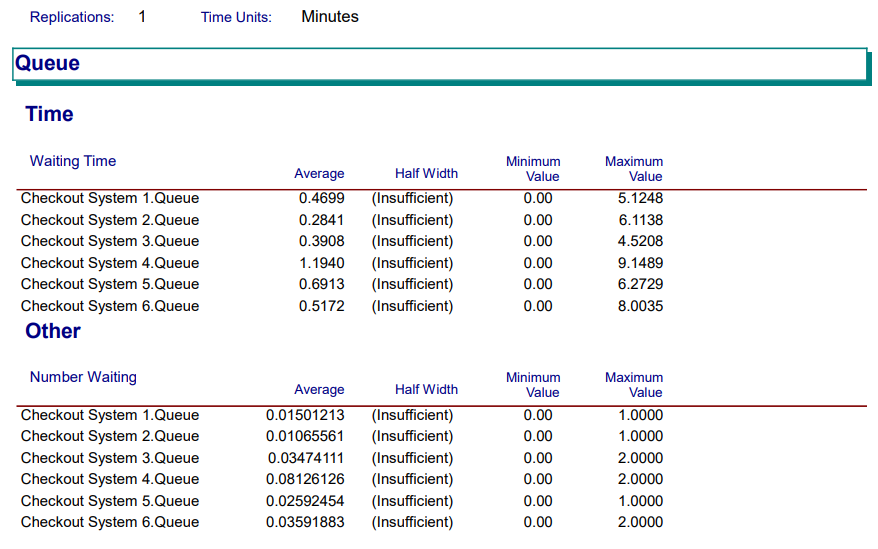 Replications: 1 Time Units: Minutes
Queue
Time
Waiting Time Average Half Width Minimum Value Maximum Value
Checkout System 1.Queue 0.4699 (Insufficient) 0.00 5.1248
Checkout System 2.Queue 0.2841 (Insufficient) 0.00 6.1138
Checkout System 3.Queue 0.3908 (Insufficient) 0.00 4.5208
Checkout System 4.Queue 1.1940 (Insufficient) 0.00 9.1489
Checkout System 5.Queue 0.6913 (Insufficient) 0.00 6.2729
Checkout System 6.Queue 0.5172 (Insufficient) 0.00 8.0035
Other
Number Waiting Average Half Width Minimum Value Maximum Value
Checkout System 1.Queue 0.01501213 (Insufficient) 0.00 1.0000
Checkout System 2.Queue 0.01065561 (Insufficient) 0.00 1.0000
Checkout System 3.Queue 0.03474111 (Insufficient) 0.00 2.0000
Checkout System 4.Queue 0.08126126 (Insufficient) 0.00 2.0000
Checkout System 5.Queue 0.02592454 (Insufficient) 0.00 1.0000
Checkout System 6.Queue 0.03591883 (Insufficient) 0.00 2.0000